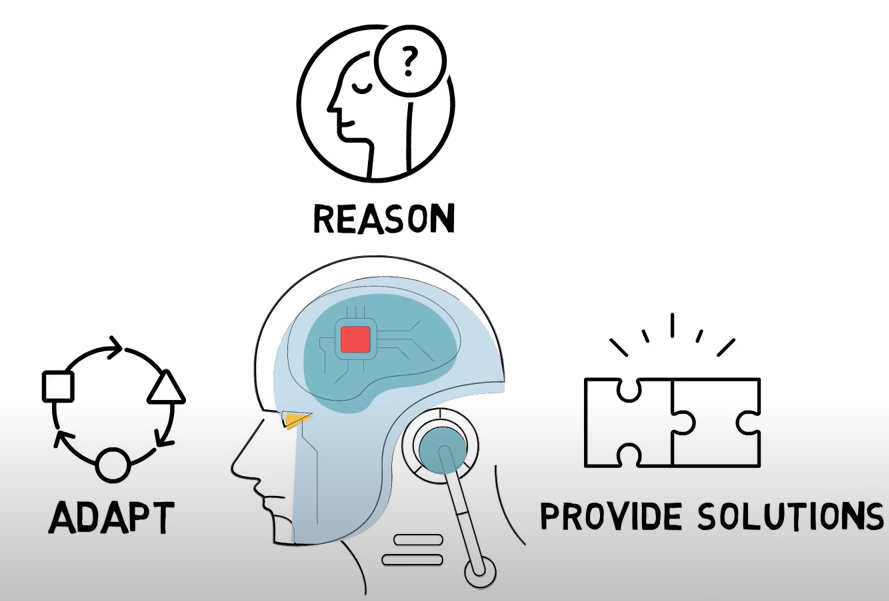 ?
REASON
ADAPT
PROVIDE SOLUTIONS